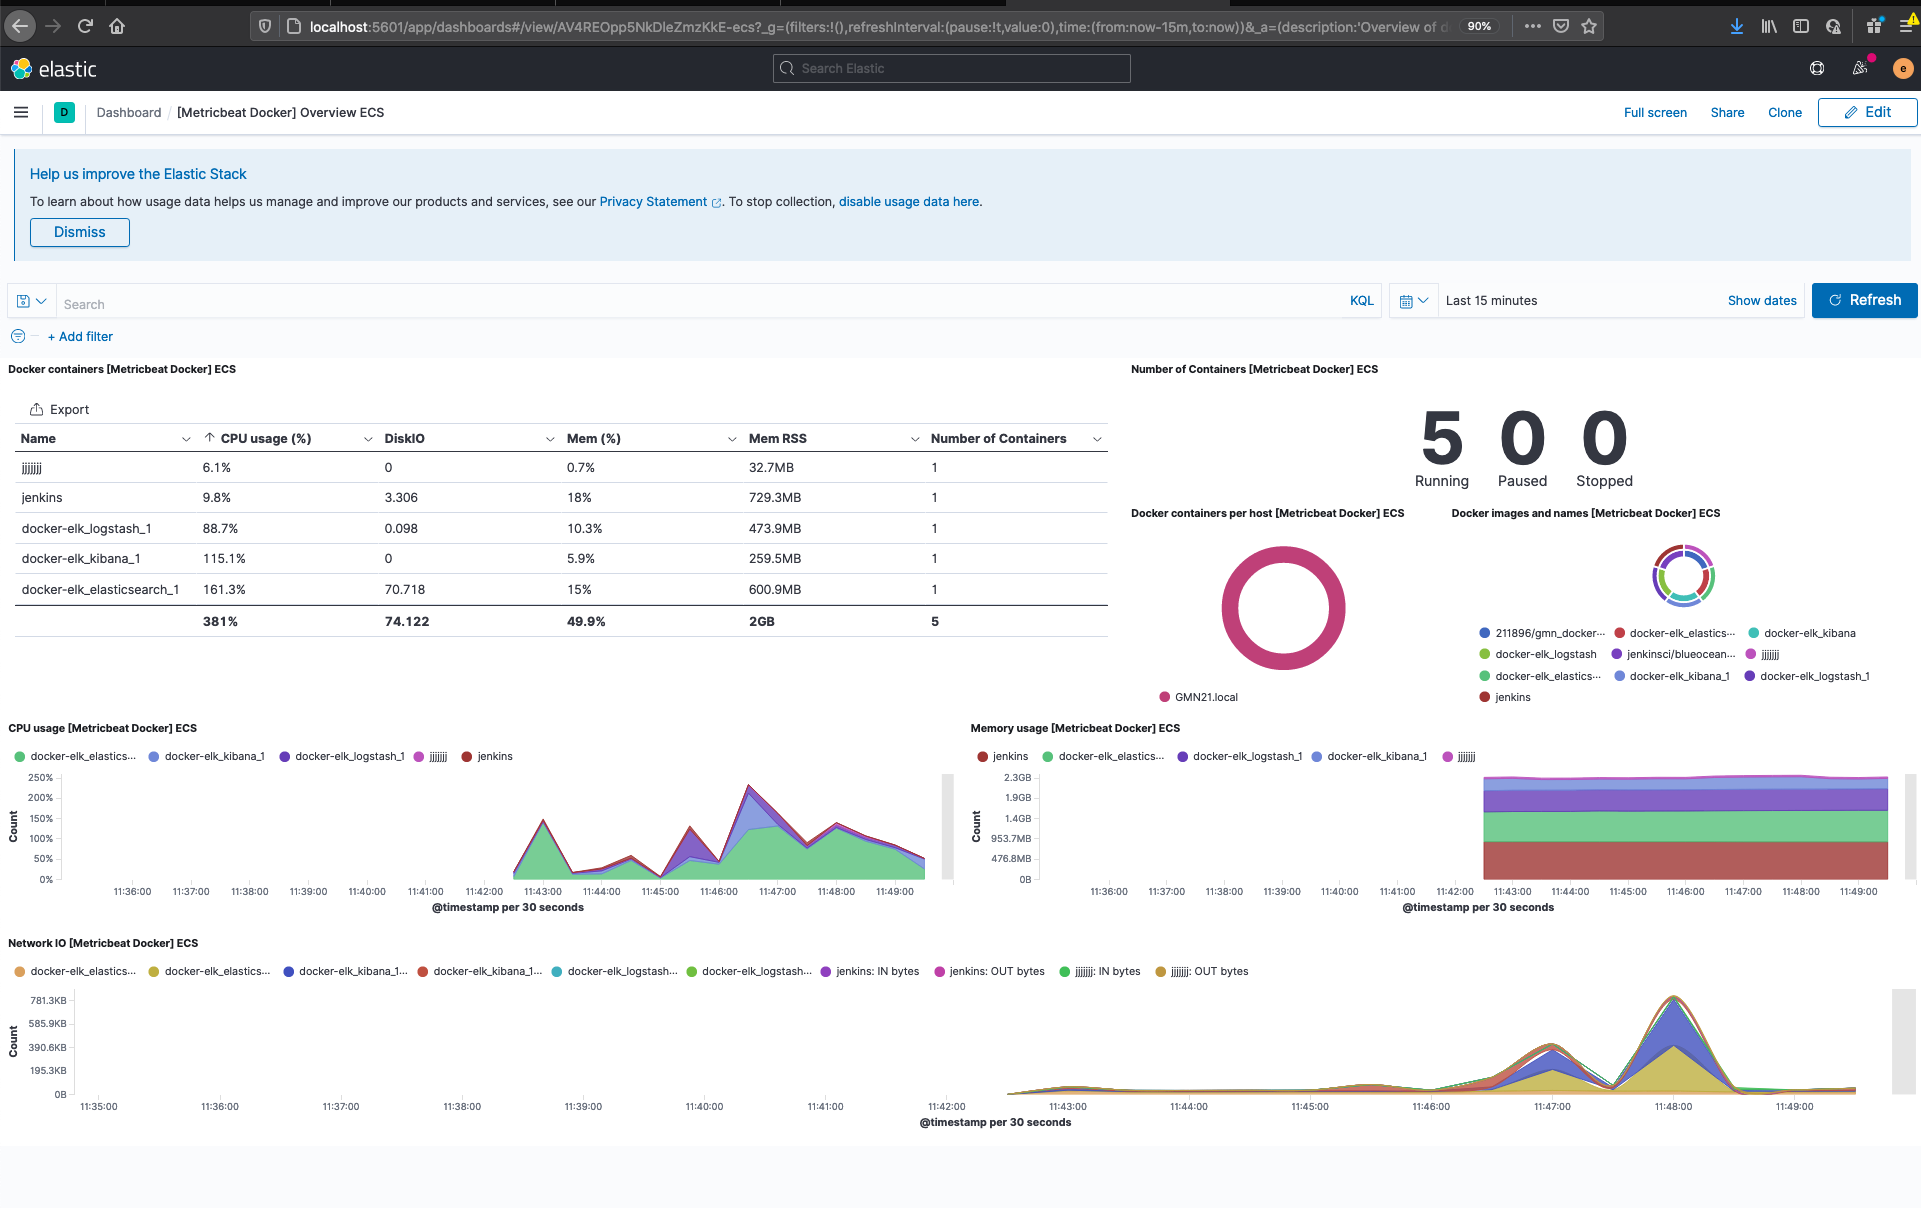 localhost:5601/app/dashboards#/view/AV4REOpp5NkDleZmzKkE-ecs?_g=(filters:!(),refreshInterval:(pause:!t,value:0),time:(from:now-15m,to:now))&_a=(description:'Overview of d 90%
elastic Search Elastic e
D Dashboard / [Metricbeat Docker] Overview ECS Full screen Share Clone Edit
Help us improve the Elastic Stack
To learn about how usage data helps us manage and improve our products and services, see our Privacy Statement. To stop collection, disable usage data here.
Dismiss
Search KQL Last 15 minutes Show dates Refresh
+ Add filter
Docker containers [Metricbeat Docker] ECS
Export
Name CPU usage (%) DiskIO Mem (%) Mem RSS Number of Containers
jjjjjjj 6.1% 0 0.7% 32.7MB 1
jenkins 9.8% 3.306 18% 729.3MB 1
docker-elk_logstash_1 88.7% 0.098 10.3% 473.9MB 1
docker-elk_kibana_1 115.1% 0 5.9% 259.5MB 1
docker-elk_elasticsearch_1 161.3% 70.718 15% 600.9MB 1
381% 74.122 49.9% 2GB 5
Number of Containers [Metricbeat Docker] ECS
5 0 0
Running Paused Stopped
Docker containers per host [Metricbeat Docker] ECS
GMN21.local
Docker images and names [Metricbeat Docker] ECS
211896/gmn_docker··· docker-elk_elastics··· docker-elk_kibana
docker-elk_logstash jenkinsci/blueocean··· jjjjjjj
docker-elk_elastics··· docker-elk_kibana_1 docker-elk_logstash_1
jenkins
CPU usage [Metricbeat Docker] ECS
docker-elk_elastics··· docker-elk_kibana_1 docker-elk_logstash_1 jjjjjjj jenkins
250%
200%
150%
100%
50%
0%
Count
11:36:00 11:37:00 11:38:00 11:39:00 11:40:00 11:41:00 11:42:00 11:43:00 11:44:00 11:45:00 11:46:00 11:47:00 11:48:00 11:49:00
@timestamp per 30 seconds
Memory usage [Metricbeat Docker] ECS
jenkins docker-elk_elastics··· docker-elk_logstash_1 docker-elk_kibana_1 jjjjjjj
2.3GB
1.9GB
1.4GB
953.7MB
476.8MB
0B
Count
11:36:00 11:37:00 11:38:00 11:39:00 11:40:00 11:41:00 11:42:00 11:43:00 11:44:00 11:45:00 11:46:00 11:47:00 11:48:00 11:49:00
@timestamp per 30 seconds
Network IO [Metricbeat Docker] ECS
docker-elk_elastics··· docker-elk_elastics··· docker-elk_kibana_1··· docker-elk_kibana_1··· docker-elk_logstash··· docker-elk_logstash··· jenkins: IN bytes jenkins: OUT bytes jjjjjjj: IN bytes jjjjjjj: OUT bytes
781.3KB
585.9KB
390.6KB
195.3KB
0B
Count
11:35:00 11:36:00 11:37:00 11:38:00 11:39:00 11:40:00 11:41:00 11:42:00 11:43:00 11:44:00 11:45:00 11:46:00 11:47:00 11:48:00 11:49:00
@timestamp per 30 seconds